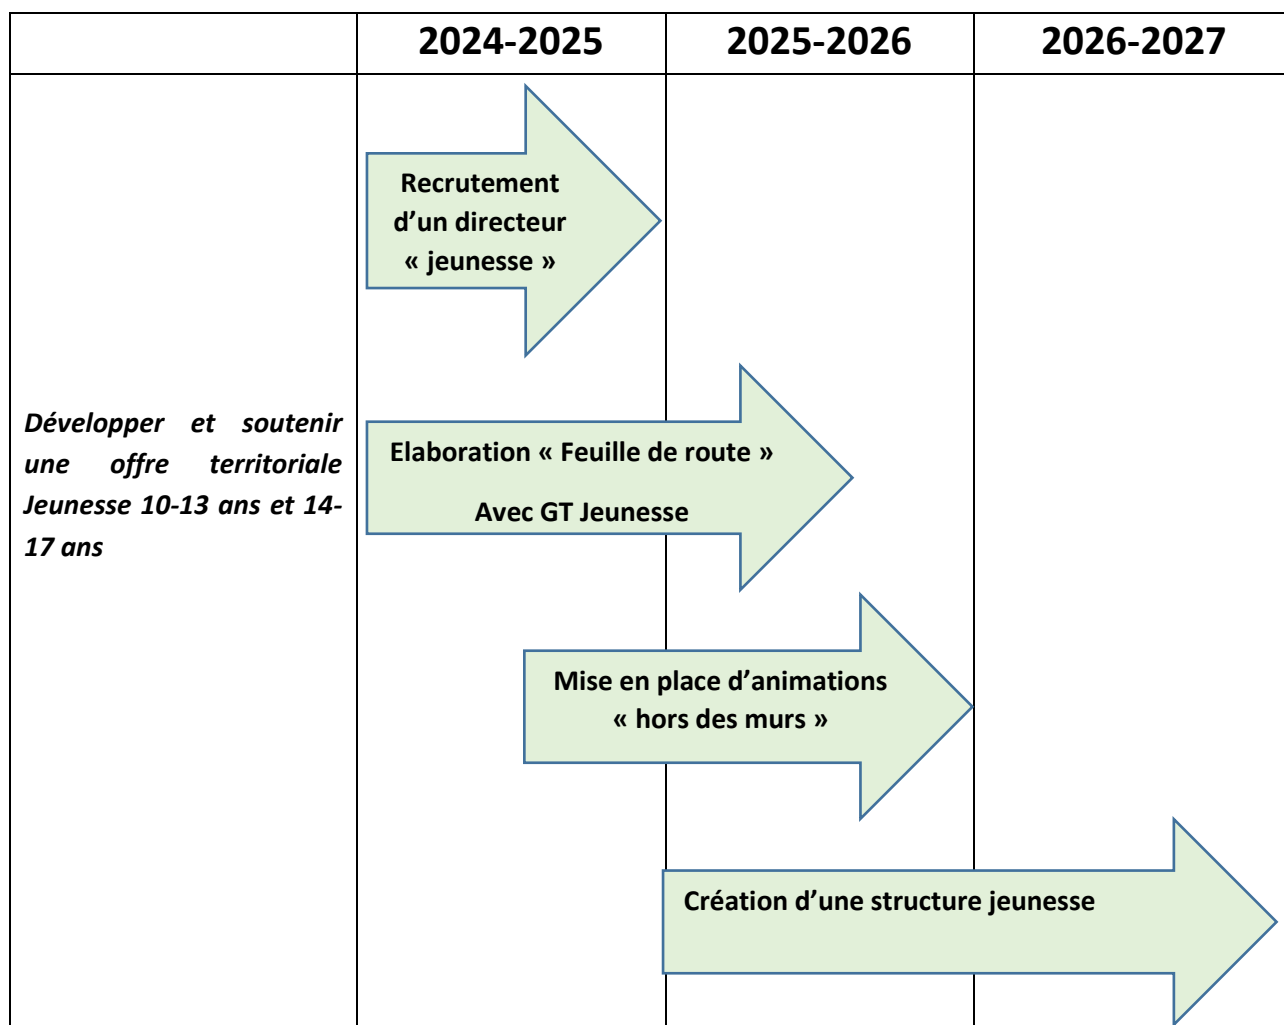 2024-2025 2025-2026 2026-2027
Recrutement
d’un directeur
« jeunesse »
Développer et soutenir
une offre territoriale
Jeunesse 10-13 ans et 14-
17 ans
Elaboration « Feuille de route »
Avec GT Jeunesse
Mise en place d’animations
« hors des murs »
Création d’une structure jeunesse